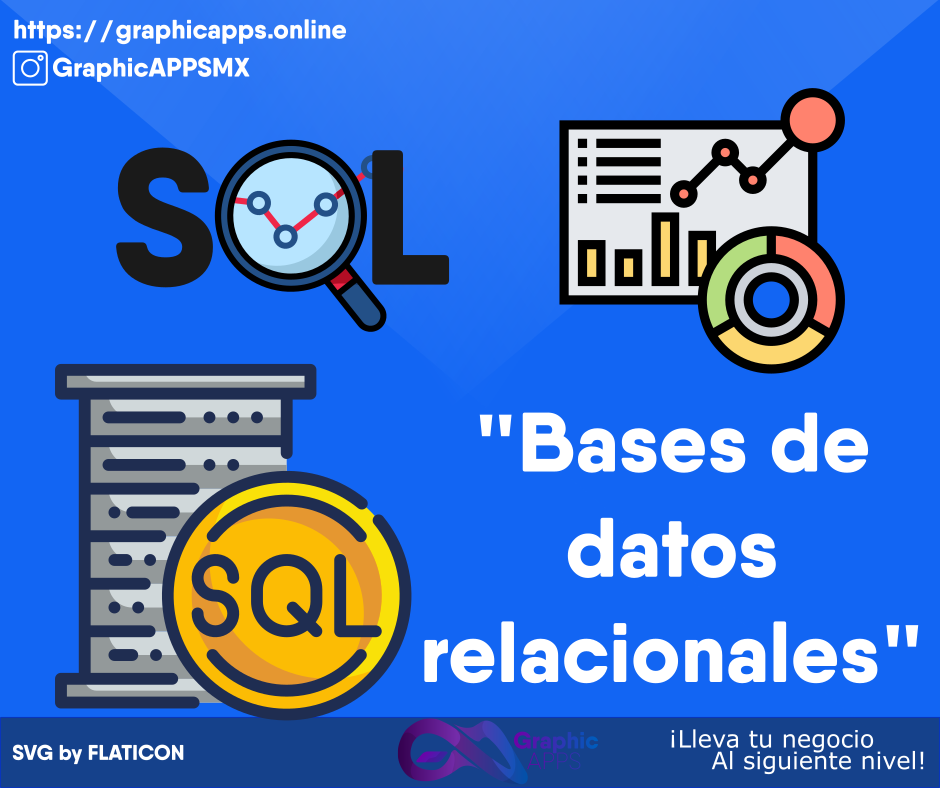 https://graphicapps.online
GraphicAPPSMX
SQL
SQL
"Bases de
datos
relacionales"
SVG by FLATICON
Graphic
APPS
¡Lleva tu negocio
Al siguiente nivel!